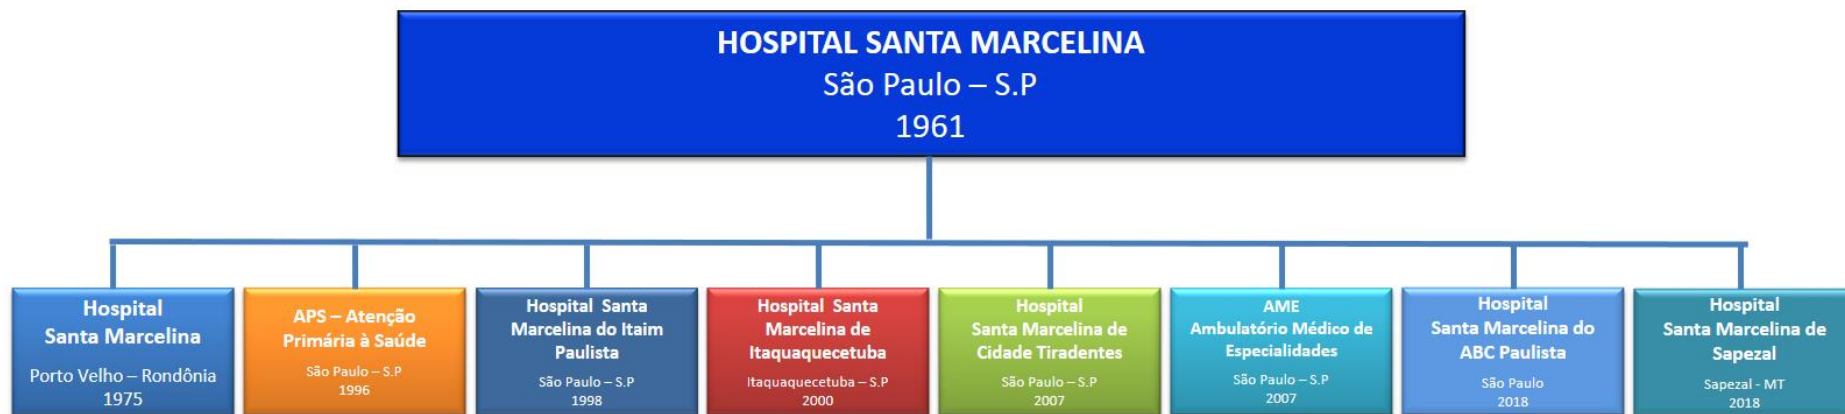 HOSPITAL SANTA MARCELINA
São Paulo – S.P
1961
Hospital
Santa Marcelina
Porto Velho – Rondônia
1975
APS – Atenção
Primária à Saúde
São Paulo – S.P
1996
Hospital Santa
Marcelina do Itaim
Paulista
São Paulo – S.P
1998
Hospital Santa
Marcelina de
Itaquaquecetuba
Itaquaquecetuba – S.P
2000
Hospital
Santa Marcelina de
Cidade Tiradentes
São Paulo – S.P
2007
AME
Ambulatório Médico de
Especialidades
São Paulo – S.P
2007
Hospital
Santa Marcelina do
ABC Paulista
São Paulo
2018
Hospital
Santa Marcelina de
Sapezal
Sapezal - MT
2018